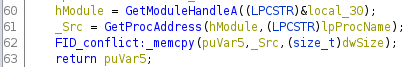 60 hModule = GetModuleHandleA((LPCSTR)&local_30);
61 _Src = GetProcAddress(hModule,(LPCSTR)lpProcName);
62 FID_conflict:_memcpy(puVar5,_Src,(size_t)dwSize);
63 return puVar5;